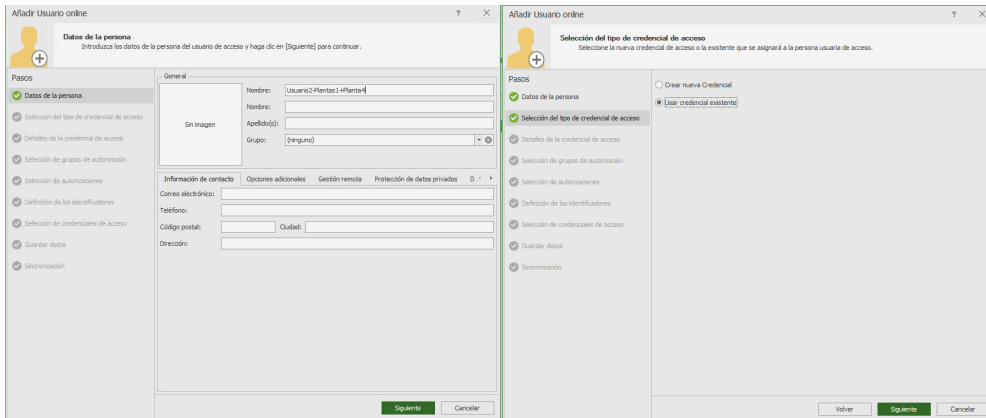 Añadir Usuario online
?
Datos de la persona
Introduzca los datos de la persona del usuario de acceso y haga clic en [Siguiente] para continuar.
Pasos
Datos de la persona
Selección del tipo de credencial de acceso
Detalles de la credencial de acceso
Selección de grupos de autorización
Selección de autorizaciones
Definición de los identificadores
Selección de credenciales de acceso
Guardar datos
Sincronización
General
Sin imagen
Nombre: Usuario2-Plantas1+Planta4
Nombre:
Apellido(s):
Grupo: (ninguno)
Información de contacto Opciones adicionales Gestión remota Protección de datos privados D
Correo electrónico:
Teléfono:
Código postal: Ciudad:
Dirección:
Siguiente Cancelar
Añadir Usuario online
?
Selección del tipo de credencial de acceso
Seleccione la nueva credencial de acceso o la existente que se asignará a la persona usuaria de acceso.
Pasos
Datos de la persona
Selección del tipo de credencial de acceso
Detalles de la credencial de acceso
Selección de grupos de autorización
Selección de autorizaciones
Definición de los identificadores
Selección de credenciales de acceso
Guardar datos
Sincronización
Crear nueva Credencial
Usar credencial existente
Volver Siguiente Cancelar